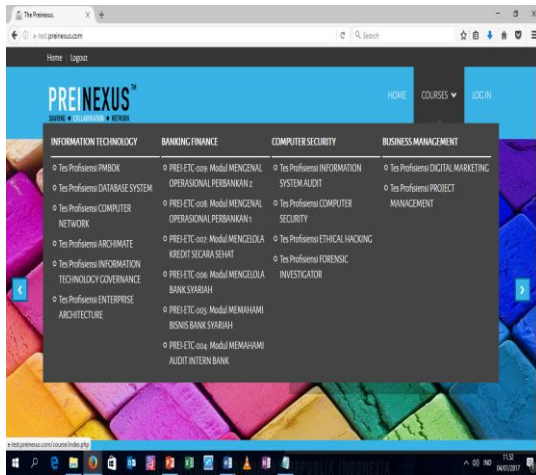 The Preinexus.
e-test.preinexus.com
Search
Home | Logout
PREINEXUS™
SHARING ● COLLABORATION ● NETWORK
HOME
COURSES
LOG IN
INFORMATION TECHNOLOGY
Tes Profisiensi PMBOK
Tes Profisiensi DATABASE SYSTEM
Tes Profisiensi COMPUTER
NETWORK
Tes Profisiensi ARCHIMATE
Tes Profisiensi INFORMATION
TECHNOLOGY GOVERNANCE
Tes Profisiensi ENTERPRISE
ARCHITECTURE
BANKING FINANCE
PREI-ETC-009: Modul MENGENAL
OPERASIONAL PERBANKAN 2
PREI-ETC-008: Modul MENGENAL
OPERASIONAL PERBANKAN 1
PREI-ETC-007: Modul MENGELOLA
KREDIT SECARA SEHAT
PREI-ETC-006: Modul MENGELOLA
BANK SYARIAH
PREI-ETC-005: Modul MEMAHAMI
BISNIS BANK SYARIAH
PREI-ETC-004: Modul MEMAHAMI
AUDIT INTERN BANK
COMPUTER SECURITY
Tes Profisiensi INFORMATION
SYSTEM AUDIT
Tes Profisiensi COMPUTER
SECURITY
Tes Profisiensi ETHICAL HACKING
Tes Profisiensi FORENSIC
INVESTIGATOR
BUSINESS MANAGEMENT
Tes Profisiensi DIGITAL MARKETING
Tes Profisiensi PROJECT
MANAGEMENT
e-test.preinexus.com/course/index.php
IND
11:52
04/01/2017